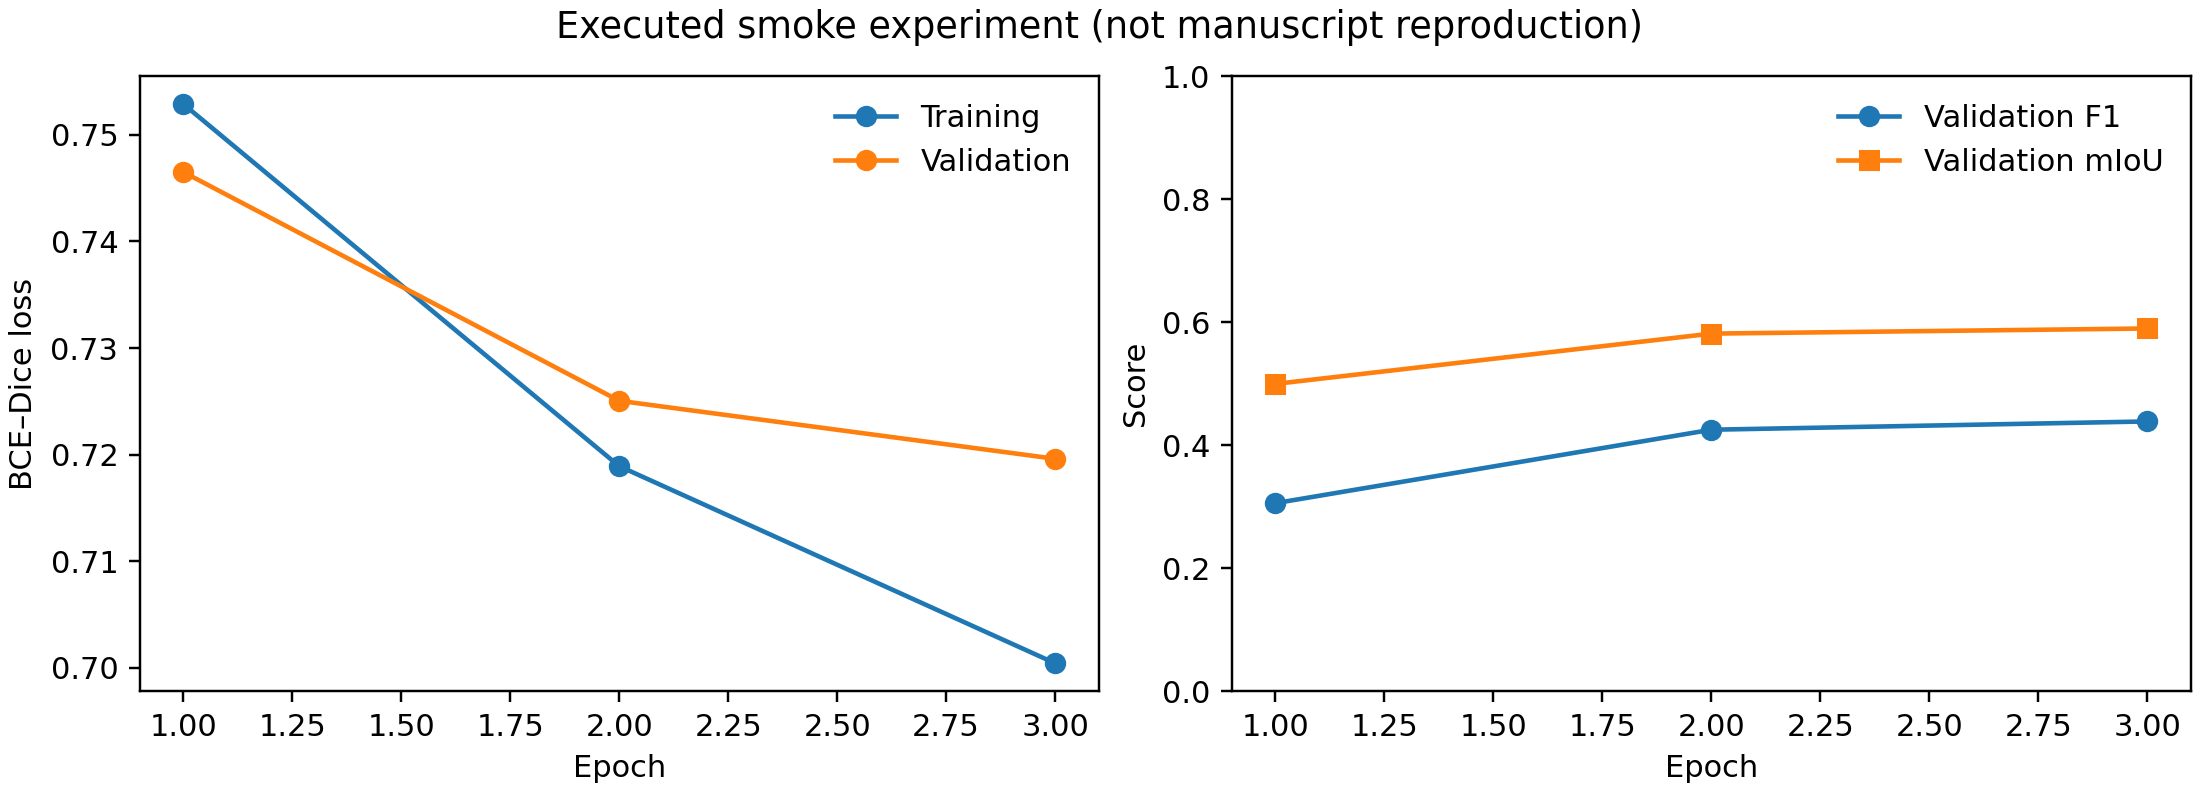 Executed smoke experiment (not manuscript reproduction)
BCE–Dice loss
0.75
0.74
0.73
0.72
0.71
0.70
Training
Validation
1.00 1.25 1.50 1.75 2.00 2.25 2.50 2.75 3.00
Epoch
Score
1.0
0.8
0.6
0.4
0.2
0.0
Validation F1
Validation mIoU
1.00 1.25 1.50 1.75 2.00 2.25 2.50 2.75 3.00
Epoch